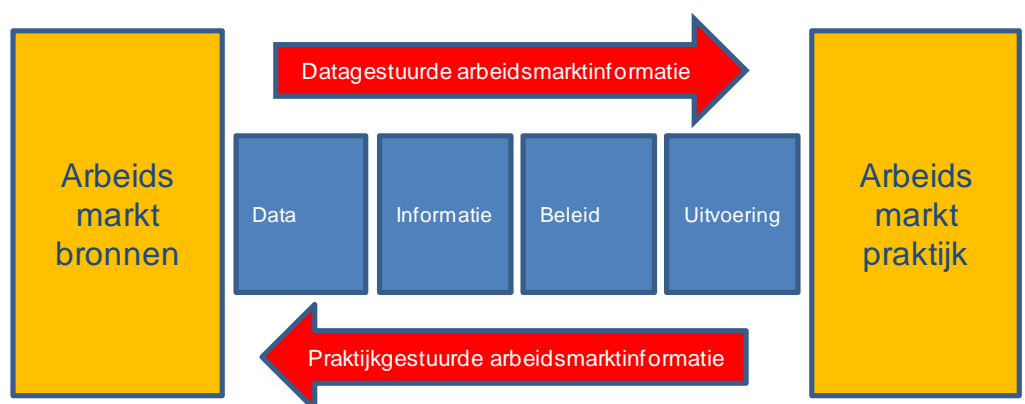 Arbeids
markt
bronnen
Datagestuurde arbeidsmarktinformatie
Data
Informatie
Beleid
Uitvoering
Praktijkgestuurde arbeidsmarktinformatie
Arbeids
markt
praktijk